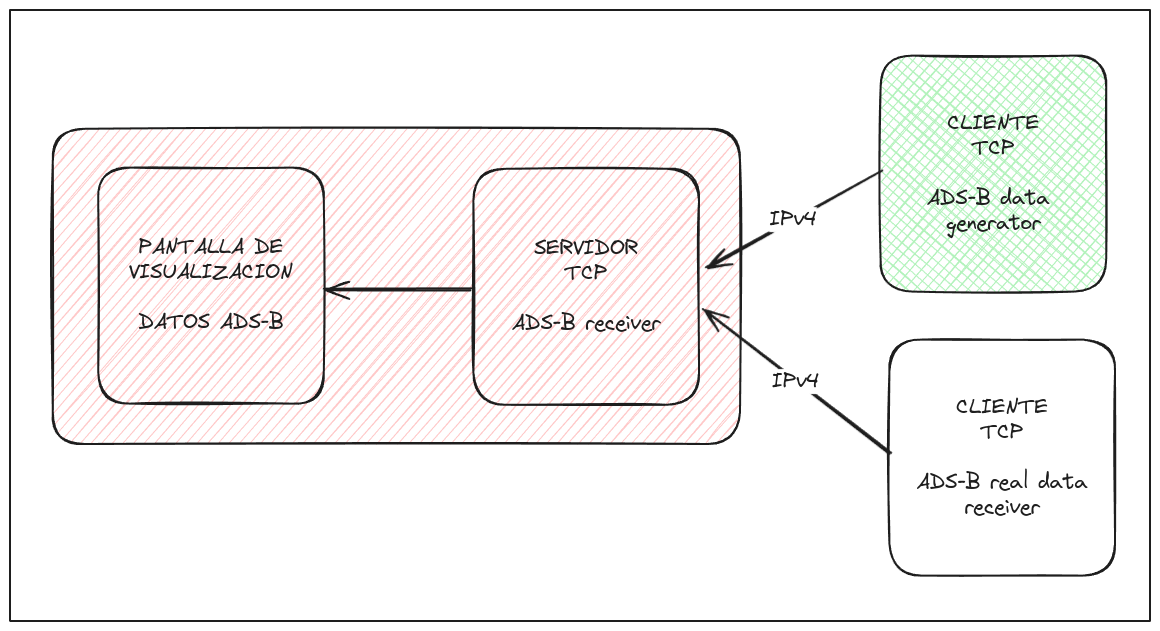 PANTALLA DE
VISUALIZACION
DATOS ADS-B
SERVIDOR
TCP
ADS-B receiver
IPv4
IPv4
CLIENTE
TCP
ADS-B data
generator
CLIENTE
TCP
ADS-B real data
receiver